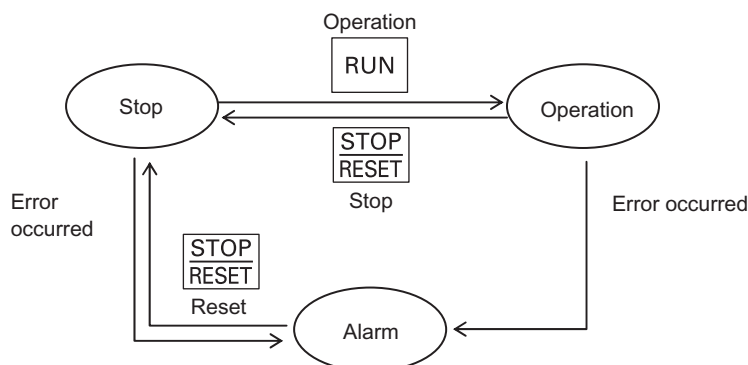 Operation
RUN
Stop
Operation
STOP
RESET
Stop
Error
occurred
Error occurred
STOP
RESET
Reset
Alarm